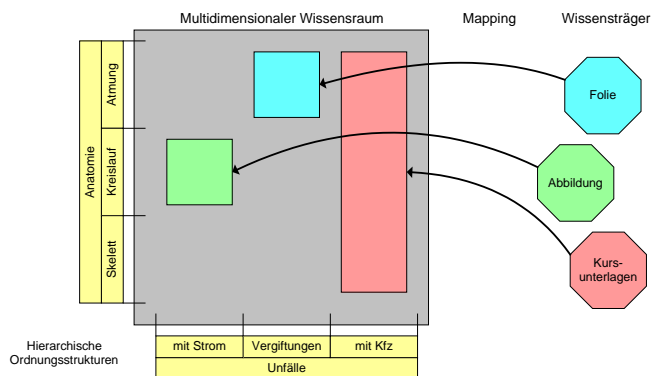 Multidimensionaler Wissensraum
Mapping
Wissensträger
Anatomie
Atmung
Kreislauf
Skelett
Folie
Abbildung
Kurs-
unterlagen
Hierarchische
Ordnungsstrukturen
mit Strom
Vergiftungen
mit Kfz
Unfälle